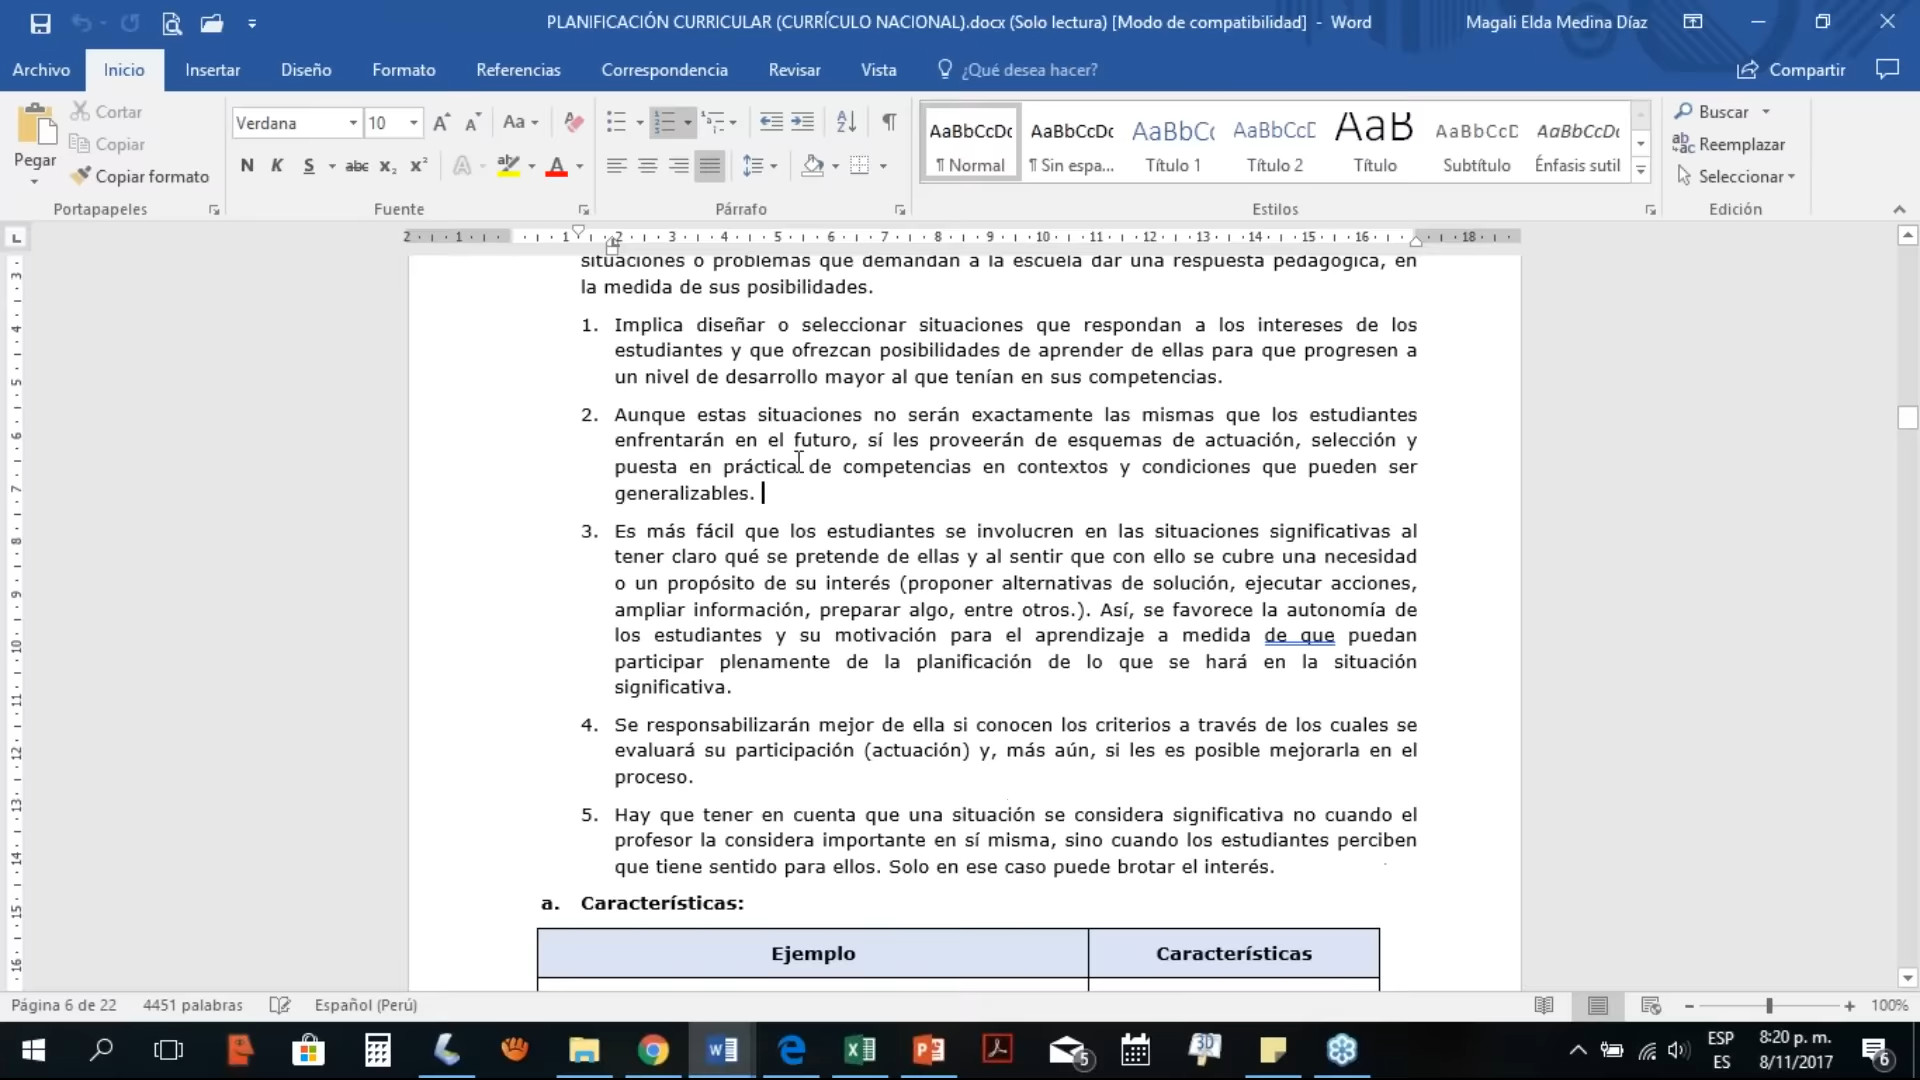 PLANIFICACIÓN CURRICULAR (CURRÍCULO NACIONAL).docx (Solo lectura) [Modo de compatibilidad] - Word
Magali Elda Medina Díaz
Archivo Inicio Insertar Diseño Formato Referencias Correspondencia Revisar Vista ¿Qué desea hacer? Compartir
Pegar
Cortar
Copiar
Copiar formato
Portapapeles
Verdana 10
Fuente
Párrafo
AaBbCcDc AaBbCcDc AaBbC AaBbCcD AaB AaBbCcD AaBbCcDc
¶ Normal ¶ Sin espa... Título 1 Título 2 Título Subtítulo Énfasis sutil
Estilos
Buscar
Reemplazar
Seleccionar
Edición
situaciones o problemas que demandan a la escuela dar una respuesta pedagógica, en
la medida de sus posibilidades.
1. Implica diseñar o seleccionar situaciones que respondan a los intereses de los
estudiantes y que ofrezcan posibilidades de aprender de ellas para que progresen a
un nivel de desarrollo mayor al que tenían en sus competencias.
2. Aunque estas situaciones no serán exactamente las mismas que los estudiantes
enfrentarán en el futuro, sí les proveerán de esquemas de actuación, selección y
puesta en práctica de competencias en contextos y condiciones que pueden ser
generalizables.
3. Es más fácil que los estudiantes se involucren en las situaciones significativas al
tener claro qué se pretende de ellas y al sentir que con ello se cubre una necesidad
o un propósito de su interés (proponer alternativas de solución, ejecutar acciones,
ampliar información, preparar algo, entre otros.). Así, se favorece la autonomía de
los estudiantes y su motivación para el aprendizaje a medida de que puedan
participar plenamente de la planificación de lo que se hará en la situación
significativa.
4. Se responsabilizarán mejor de ella si conocen los criterios a través de los cuales se
evaluará su participación (actuación) y, más aún, si les es posible mejorarla en el
proceso.
5. Hay que tener en cuenta que una situación se considera significativa no cuando el
profesor la considera importante en sí misma, sino cuando los estudiantes perciben
que tiene sentido para ellos. Solo en ese caso puede brotar el interés.
a. Características:
Ejemplo Características
Página 6 de 22 4451 palabras Español (Perú) 100%
ESP
ES
8:20 p. m.
8/11/2017